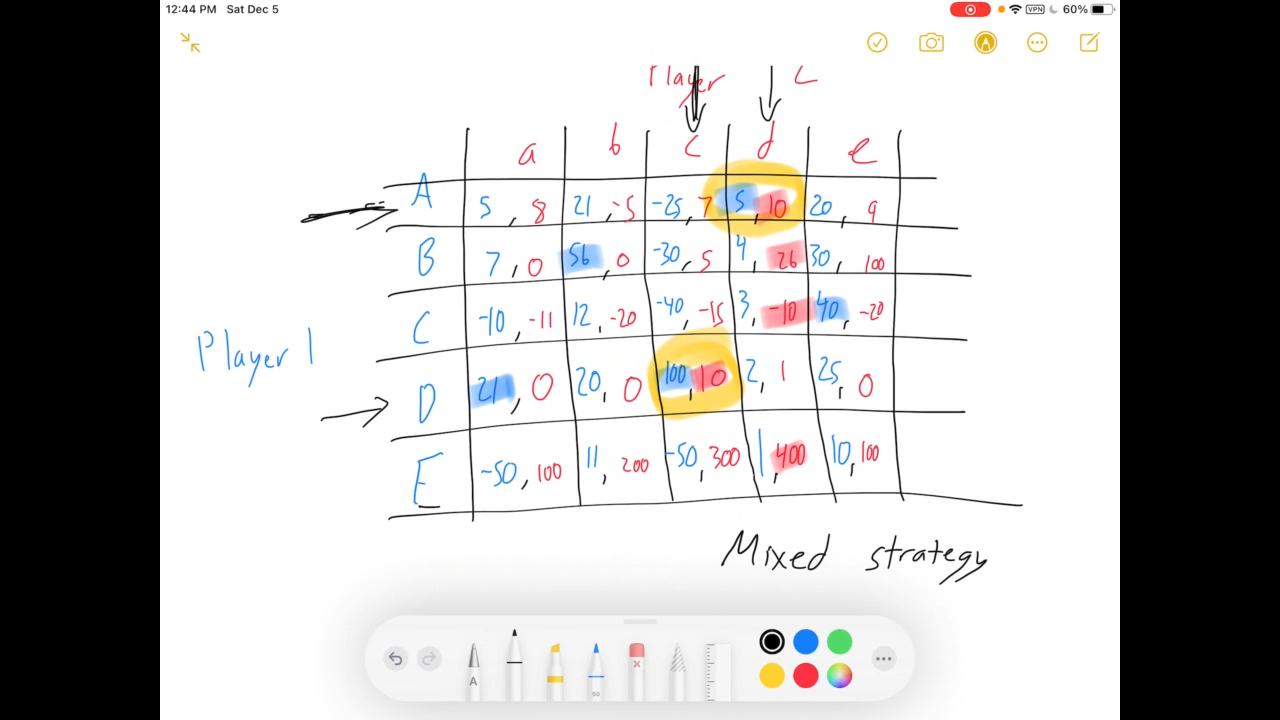 12:44 PM Sat Dec 5 VPN 60%
Player 2
a b c d e
A 5, 8 21, -5 -25, 7 5, 10 20, 9
B 7, 0 56, 0 -30, 5 4, 26 30, 100
C -10, -11 12, -20 -40, -15 3, -10 40, -20
Player 1
D 21, 0 20, 0 100, 10 2, 1 25, 0
E -50, 100 11, 200 -50, 300 1, 400 10, 100
Mixed strategy
A 50